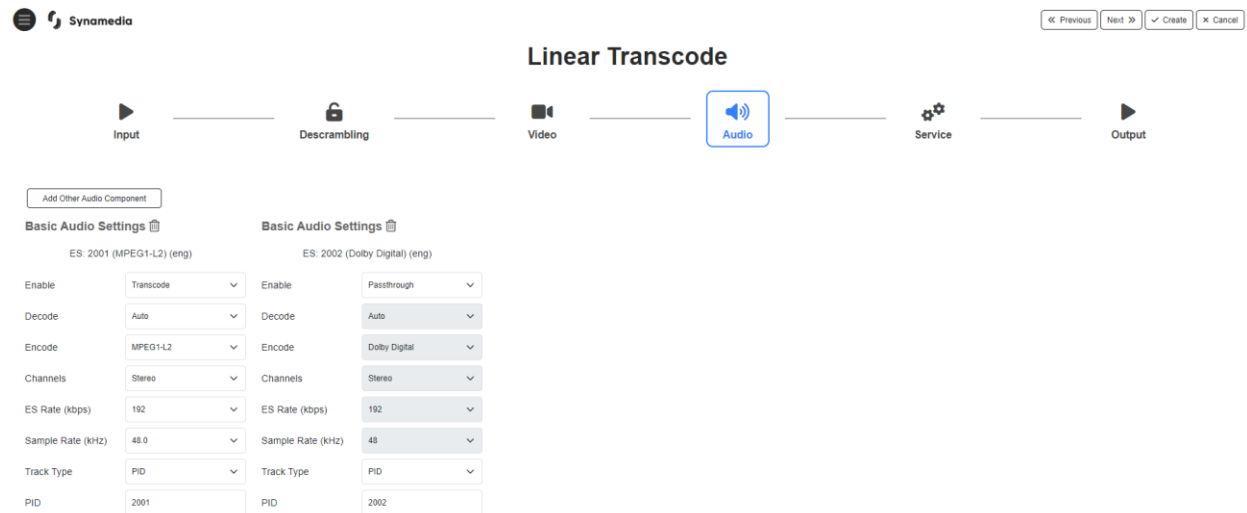 Synamedia
Previous Next Create Cancel
Linear Transcode
Input Descrambling Video Audio Service Output
Add Other Audio Component
Basic Audio Settings Basic Audio Settings
ES: 2001 (MPEG1-L2) (eng) ES: 2002 (Dolby Digital) (eng)
Enable Transcode Enable Passthrough
Decode Auto Decode Auto
Encode MPEG1-L2 Encode Dolby Digital
Channels Stereo Channels Stereo
ES Rate (kbps) 192 ES Rate (kbps) 192
Sample Rate (kHz) 48.0 Sample Rate (kHz) 48
Track Type PID Track Type PID
PID 2001 PID 2002